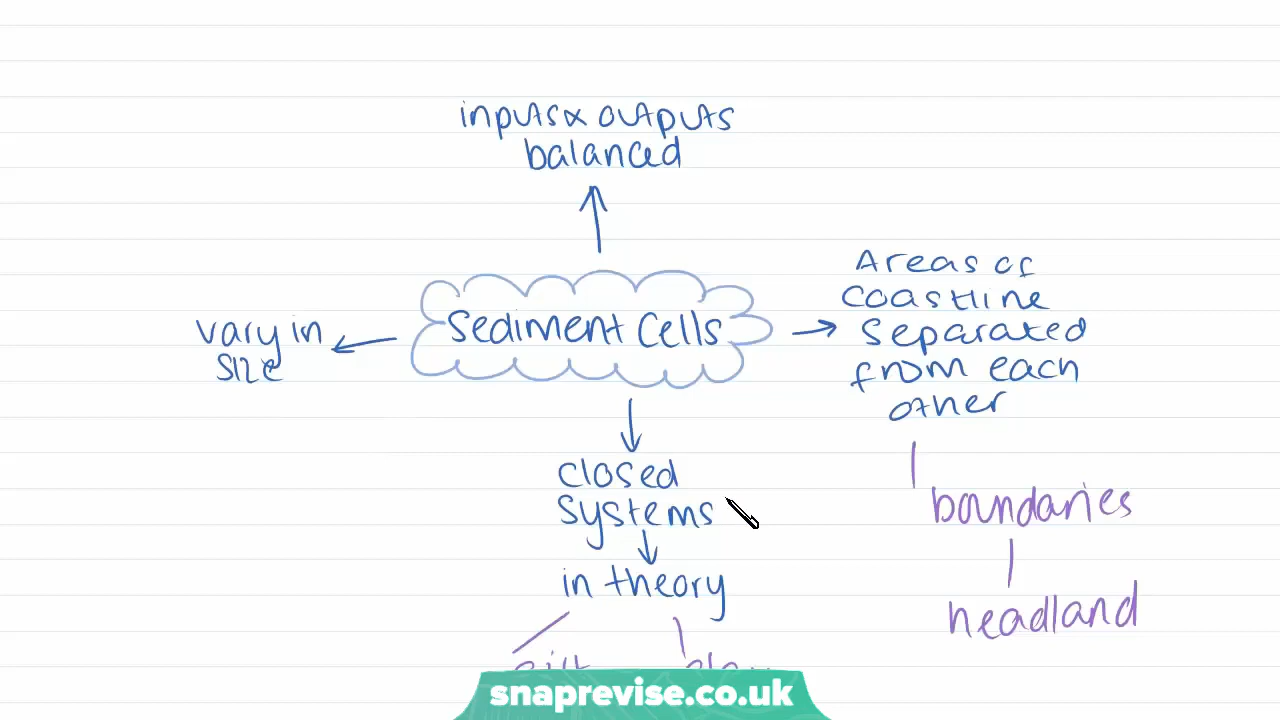 inputs & outputs
balanced
Sediment Cells
vary in
size
Areas of
coastline
separated
from each
other
boundaries
headland
closed
systems
in theory
snaprevise.co.uk